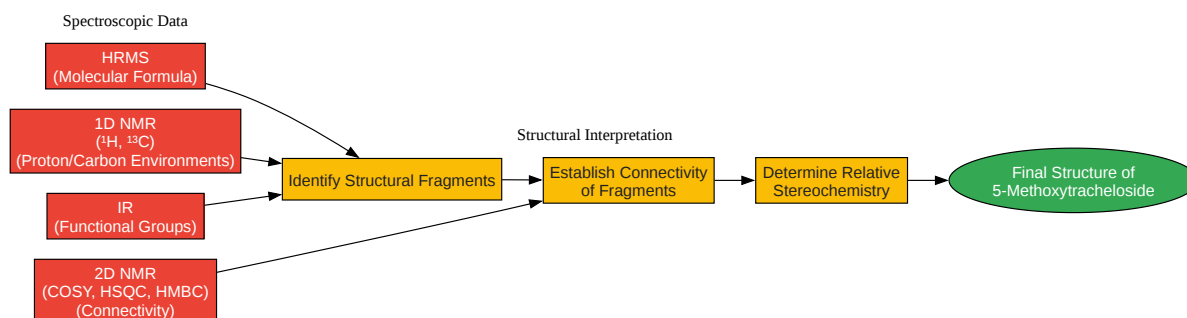 Spectroscopic Data
HRMS
(Molecular Formula)
1D NMR
(¹H, ¹³C)
(Proton/Carbon Environments)
IR
(Functional Groups)
2D NMR
(COSY, HSQC, HMBC)
(Connectivity)
Structural Interpretation
Identify Structural Fragments
Establish Connectivity
of Fragments
Determine Relative
Stereochemistry
Final Structure of
5-Methoxytracheloside